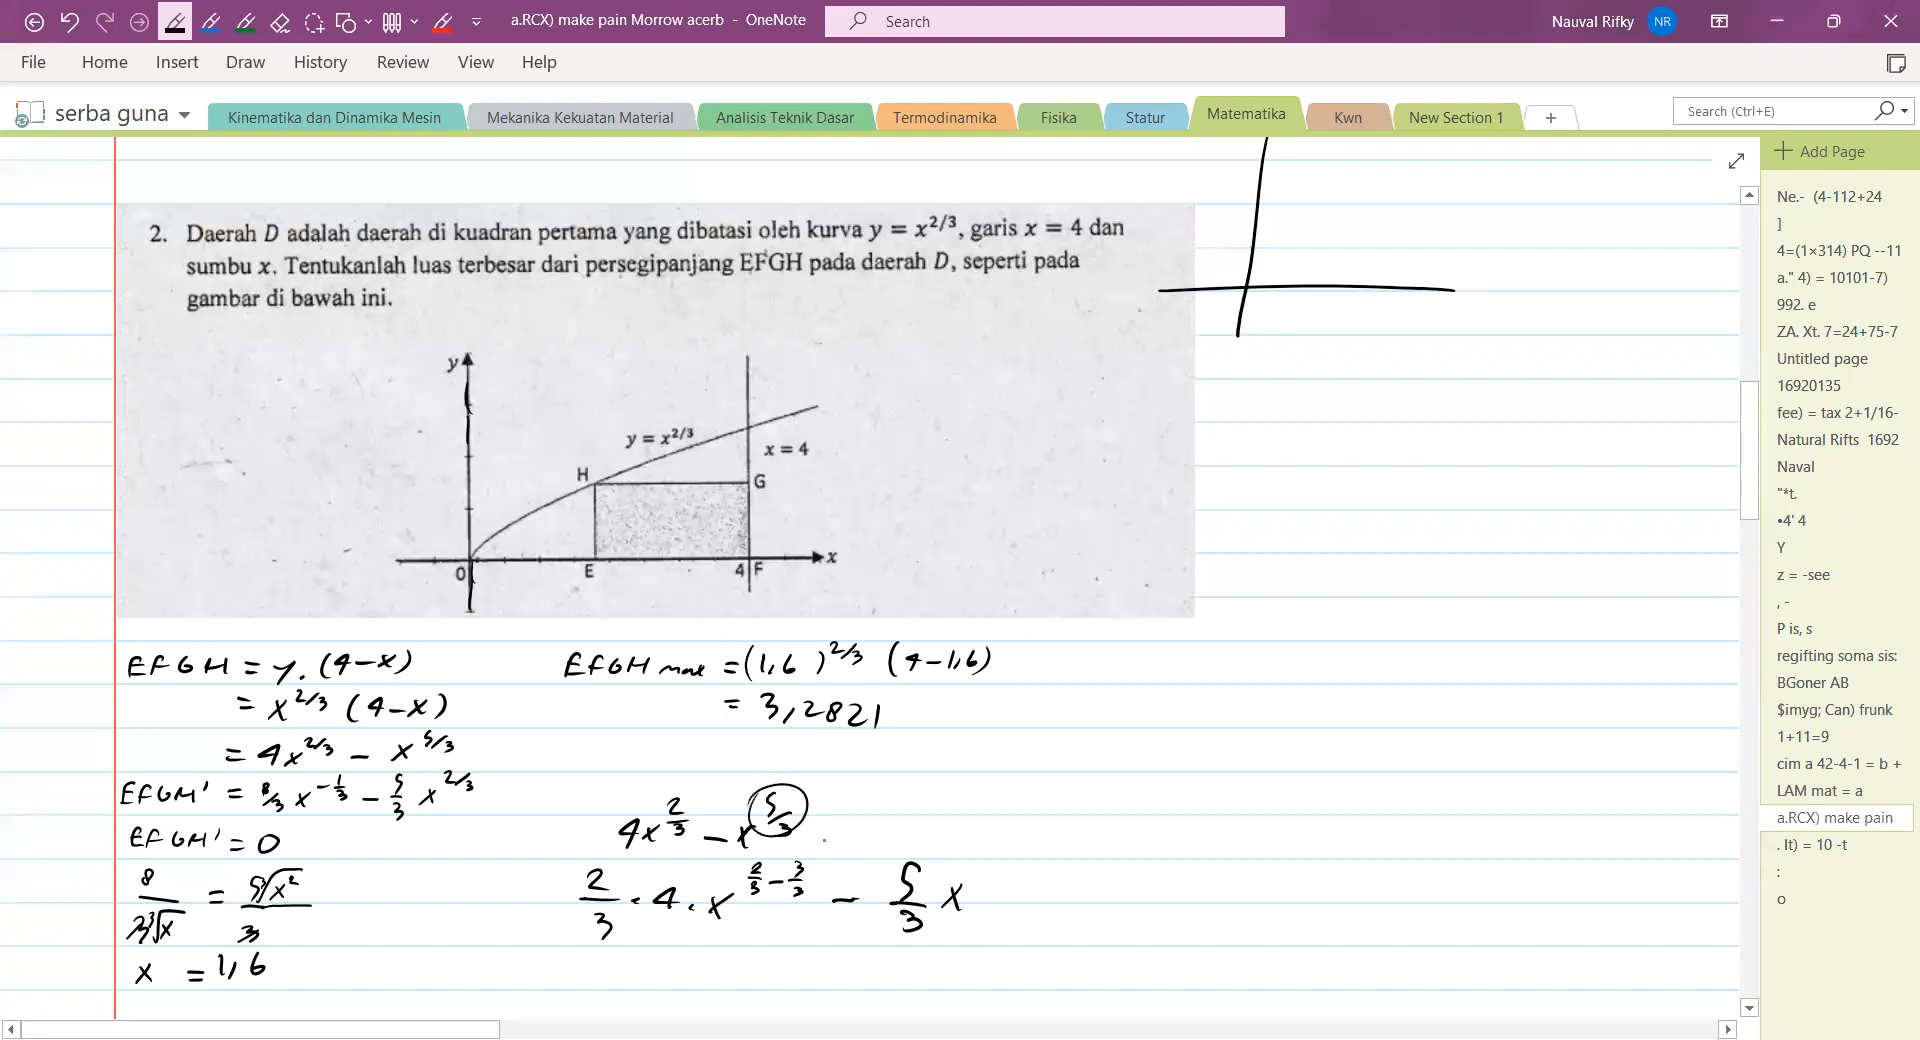 a.RCX) make pain Morrow acerb - OneNote
Search
Nauval Rifky NR
File Home Insert Draw History Review View Help
serba guna
Kinematika dan Dinamika Mesin
Mekanika Kekuatan Material
Analisis Teknik Dasar
Termodinamika
Fisika
Statur
Matematika
Kwn
New Section 1
+
Search (Ctrl+E)
2. Daerah D adalah daerah di kuadran pertama yang dibatasi oleh kurva y = x^2/3, garis x = 4 dan
sumbu x. Tentukanlah luas terbesar dari persegipanjang EFGH pada daerah D, seperti pada
gambar di bawah ini.
y
y = x^2/3
x = 4
H
G
x
0
E
4 F
EFGH = y. (4-x)
= x^2/3 (4-x)
= 4x^2/3 - x^5/3
EFGH' = 8/3 x^-1/3 - 5/3 x^2/3
EFGH' = 0
8/3∛x = 5∛x²/3
x = 1,6
EFGH max = (1,6)^2/3 (4-1,6)
= 3,2821
4x^2/3 - x^5/3
2/3 . 4 . x^2/3-3/3 - 5/3 x
Add Page
Ne.- (4-112+24
]
4=(1×314) PQ --11
a." 4) = 10101-7)
992. e
ZA. Xt. 7=24+75-7
Untitled page
16920135
fee) = tax 2+1/16-
Natural Rifts 1692
Naval
"*t.
•4' 4
Y
z = -see
, -
P is, s
regifting soma sis:
BGoner AB
$imyg; Can) frunk
1+11=9
cim a 42-4-1 = b +
LAM mat = a
a.RCX) make pain
. It) = 10 -t
:
o